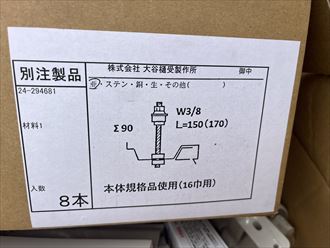 別注製品
株式会社 大谷樋受製作所 御中
24-294681
亜・ステン・銅・生・その他( )
材料1
W3/8
Σ90
L=150(170)
人数
8本
本体規格品使用(16巾用)